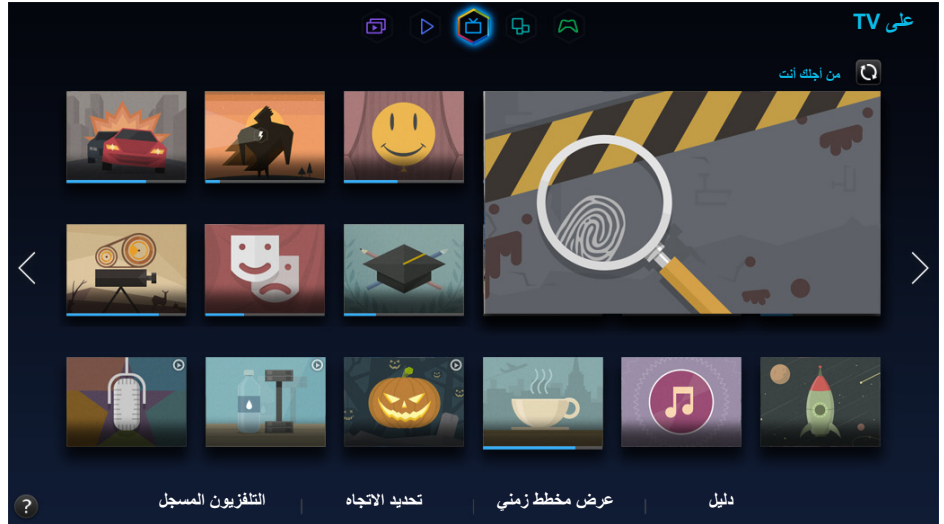 على TV
من أجلك أنت
دليل
عرض مخطط زمني
تحديد الاتجاه
التلفزيون المسجل
?